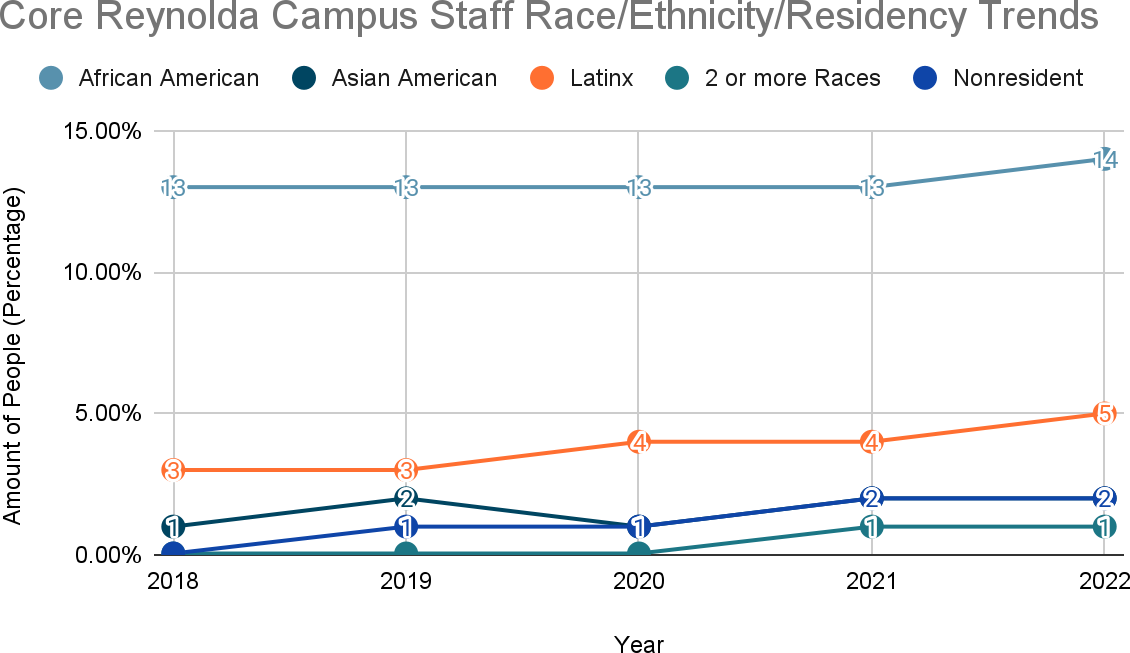 Core Reynolda Campus Staff Race/Ethnicity/Residency Trends
African American Asian American Latinx 2 or more Races Nonresident
Amount of People (Percentage)
15.00%
14
13 13 13 13
10.00%
5.00%
5
4 4
3 3
2 2 2
1 1 1 1 1
0.00%
2018 2019 2020 2021 2022
Year